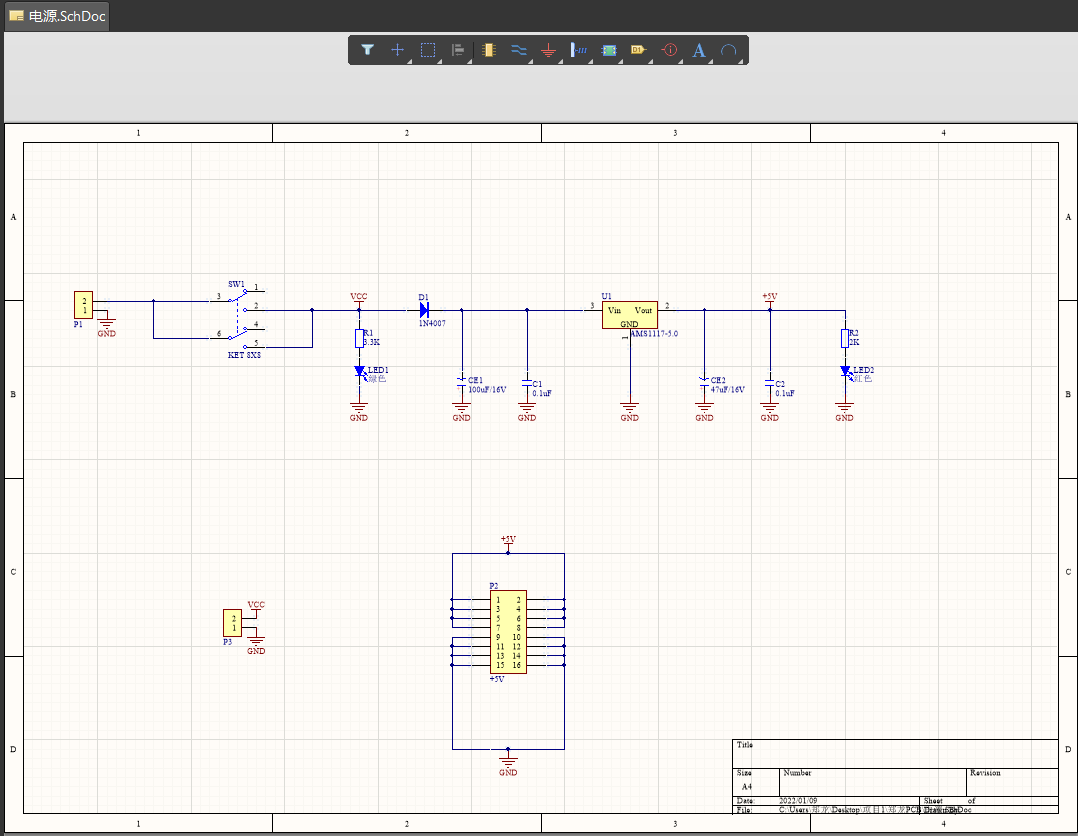 电源.SchDoc
1 2 3 4
A A
SW1
3 1
2
6 4
5
KEY 8X8
2
1
P1
GND
VCC
R1
3.3K
LED1
绿色
GND
D1
1N4007
CE1
100uF/16V
GND
C1
0.1uF
GND
U1
3 Vin Vout 2
GND
1
AMS1117-5.0
GND
CE2
47uF/16V
GND
+5V
C2
0.1uF
GND
R2
2K
LED2
红色
GND
B B
+5V
P2
1 2
3 4
5 6
7 8
9 10
11 12
13 14
15 16
+5V
GND
C C
VCC
2
1
P3
GND
D D
Title
Size Number Revision
A4
Date: 2022/01/09 Sheet of
File:
1 2 3 4